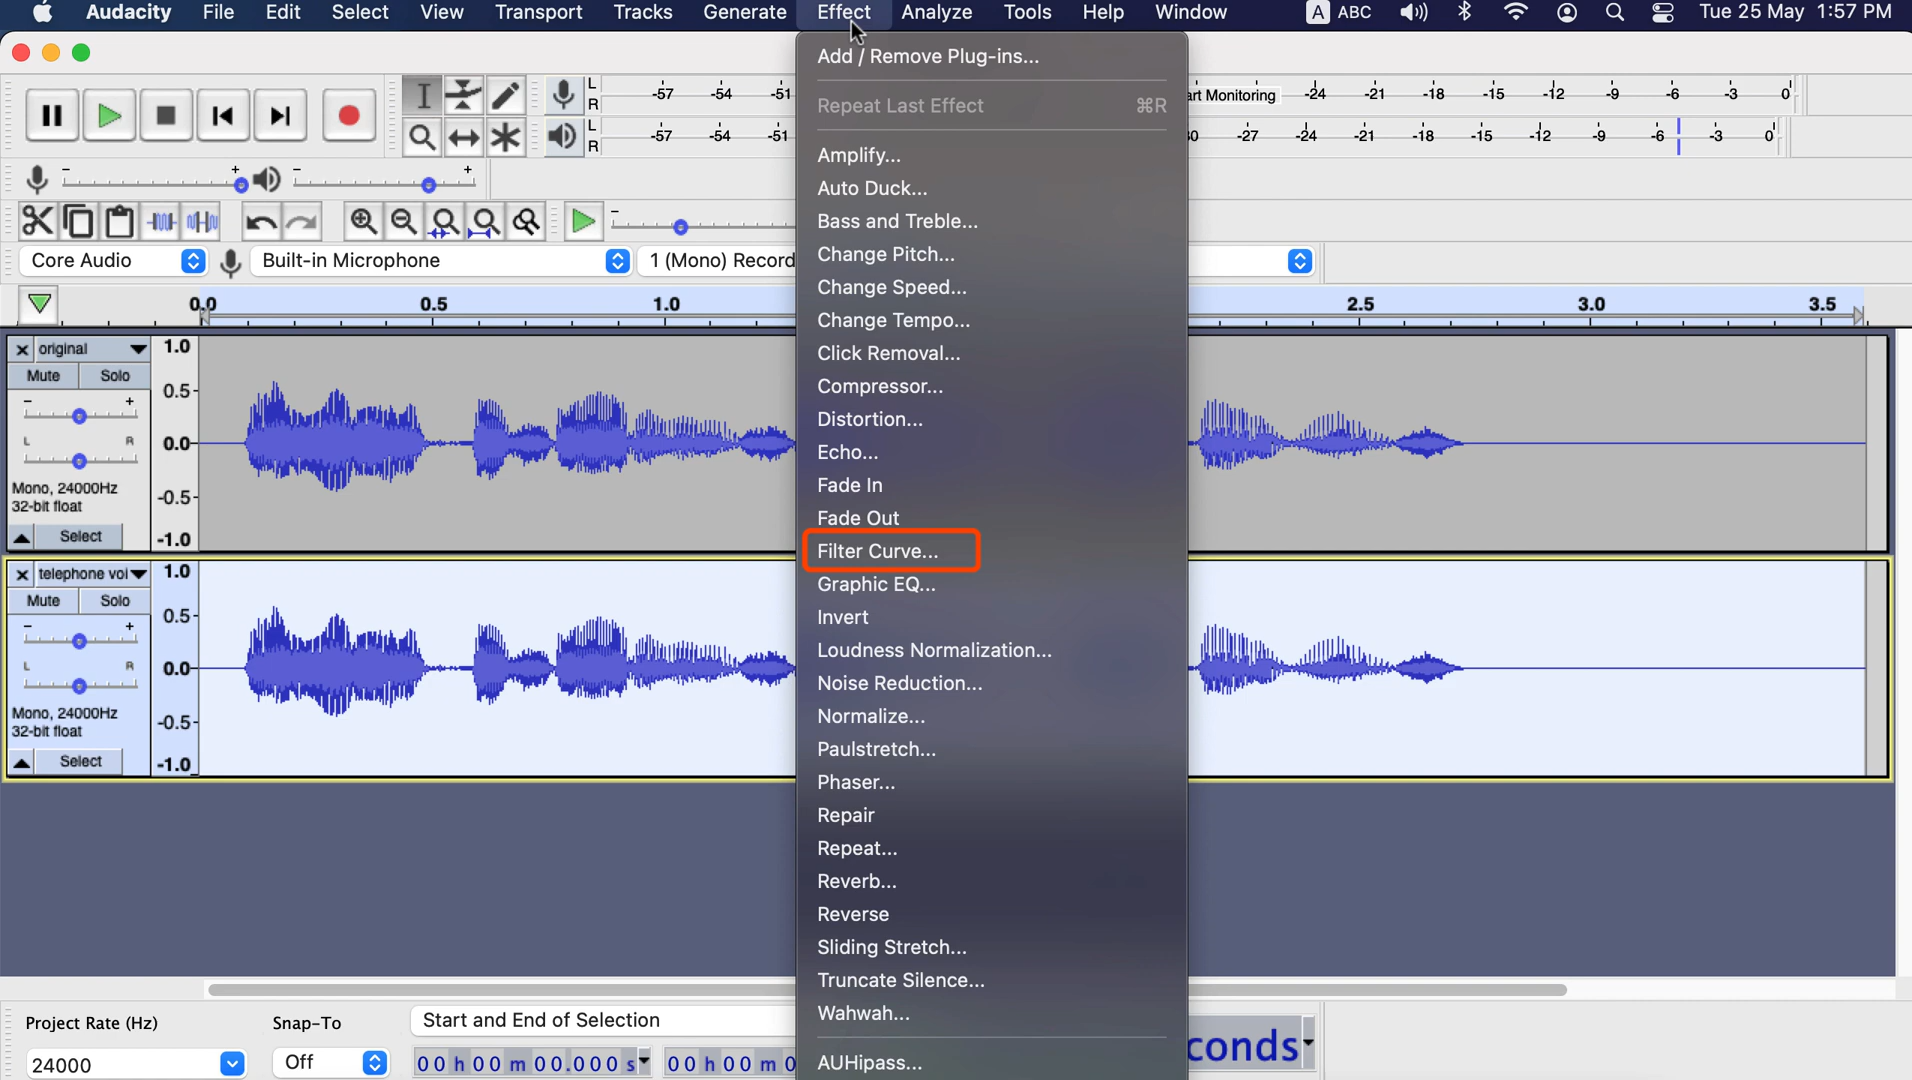 Audacity File Edit Select View Transport Tracks Generate Effect Analyze Tools Help Window A ABC Tue 25 May 1:57 PM
Add / Remove Plug-ins...
Repeat Last Effect ⌘R
L
R
-57 -54 -51
art Monitoring -24 -21 -18 -15 -12 -9 -6 -3 0
L
R
-57 -54 -51
-27 -24 -21 -18 -15 -12 -9 -6 -3 0
- + - +
Core Audio
Built-in Microphone
1 (Mono) Record
0.0 0.5 1.0 2.5 3.0 3.5
original
Mute Solo
- +
L R
Mono, 24000Hz
32-bit float
Select
1.0
0.5-
0.0-
-0.5-
-1.0
telephone voi
Mute Solo
- +
L R
Mono, 24000Hz
32-bit float
Select
1.0
0.5-
0.0-
-0.5-
-1.0
Amplify...
Auto Duck...
Bass and Treble...
Change Pitch...
Change Speed...
Change Tempo...
Click Removal...
Compressor...
Distortion...
Echo...
Fade In
Fade Out
Filter Curve...
Graphic EQ...
Invert
Loudness Normalization...
Noise Reduction...
Normalize...
Paulstretch...
Phaser...
Repair
Repeat...
Reverb...
Reverse
Sliding Stretch...
Truncate Silence...
Wahwah...
AUHipass...
Project Rate (Hz)
24000
Snap-To
Off
Start and End of Selection
00 h 00 m 00.000 s
00 h 00 m 0
conds